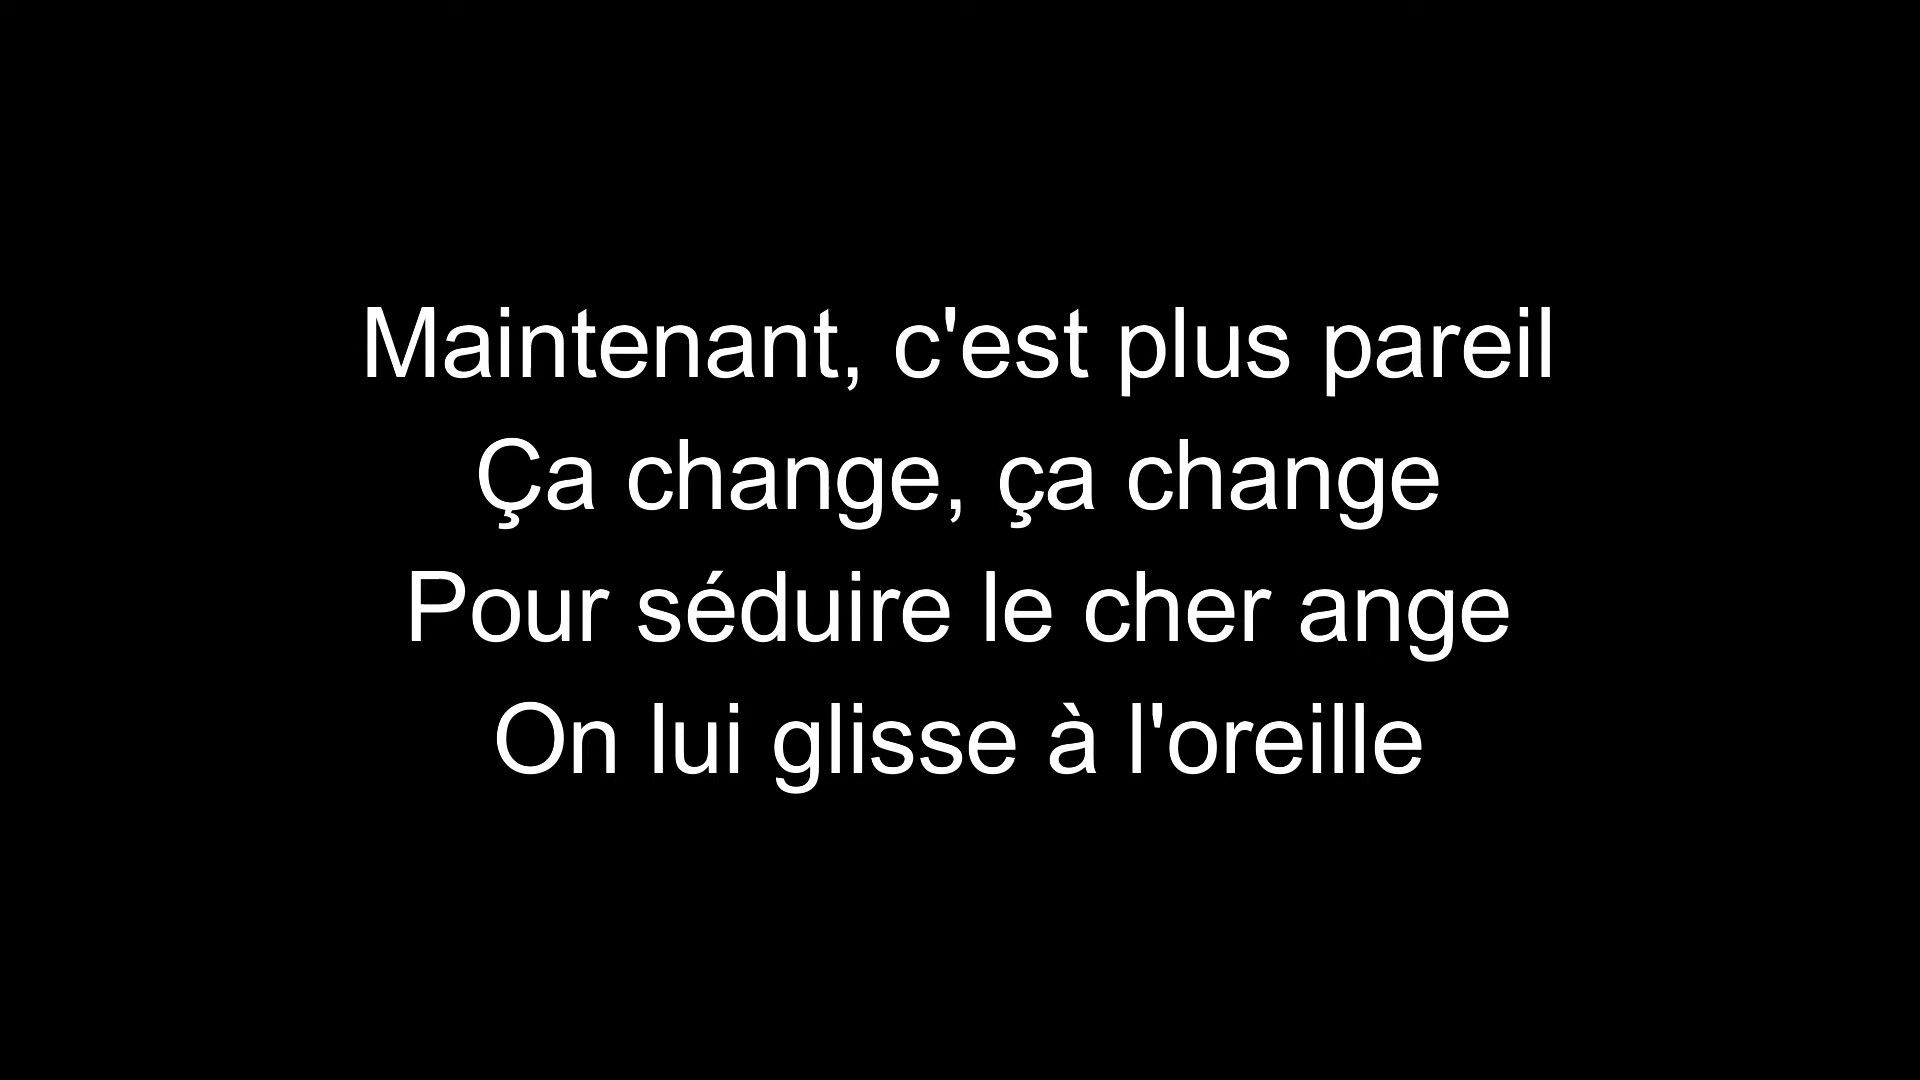 Maintenant, c'est plus pareil
Ça change, ça change
Pour séduire le cher ange
On lui glisse à l'oreille